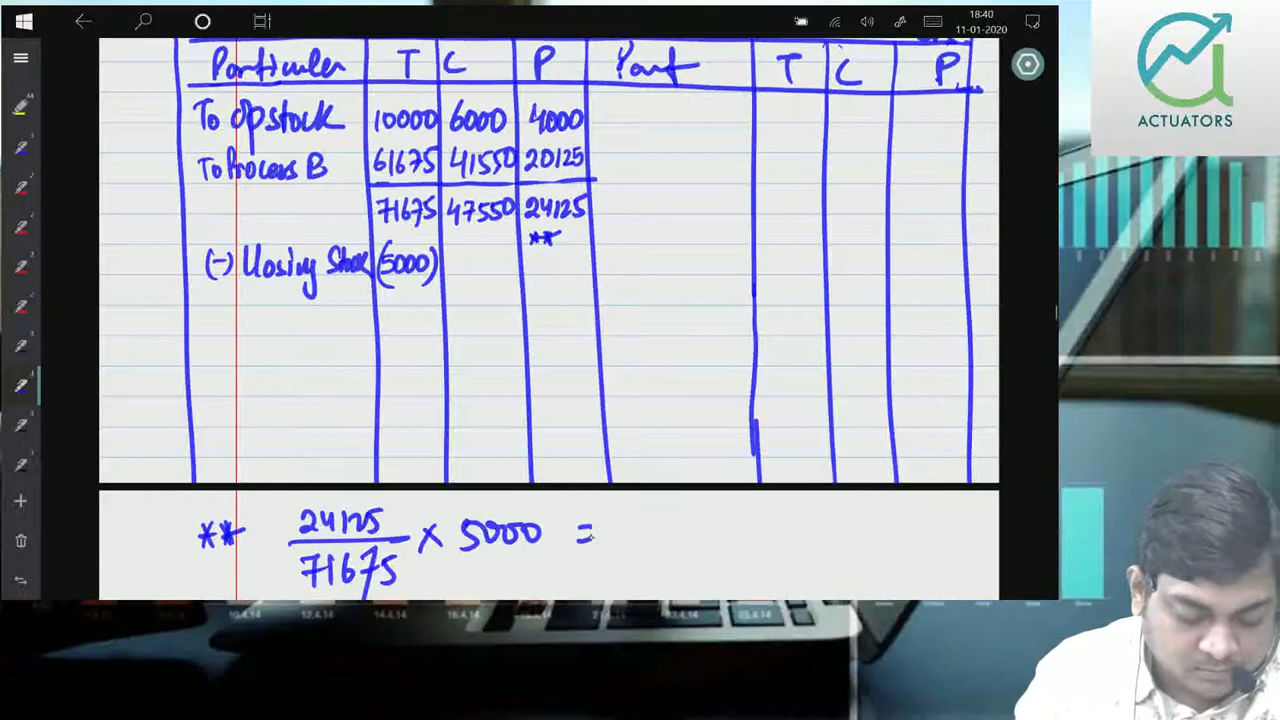 18:40
11-01-2020
Particular T C P Part T C P
To Opstock 10000 6000 4000
To Process B 61675 41550 20125
71675 47550 24125
**
(-) Closing Stock (5000)
** 24125
71675 × 5000 =
ACTUATORS